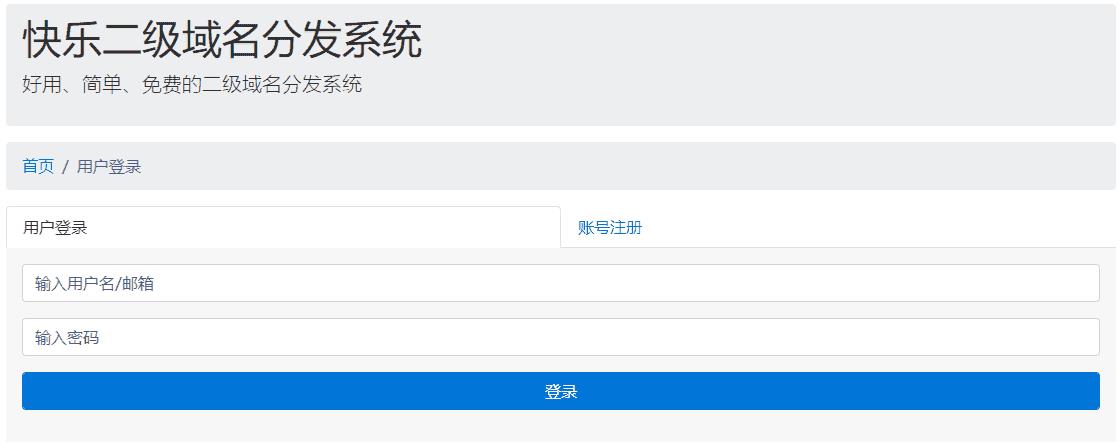 快乐二级域名分发系统
好用、简单、免费的二级域名分发系统
首页 / 用户登录
用户登录 账号注册
输入用户名/邮箱
输入密码
登录